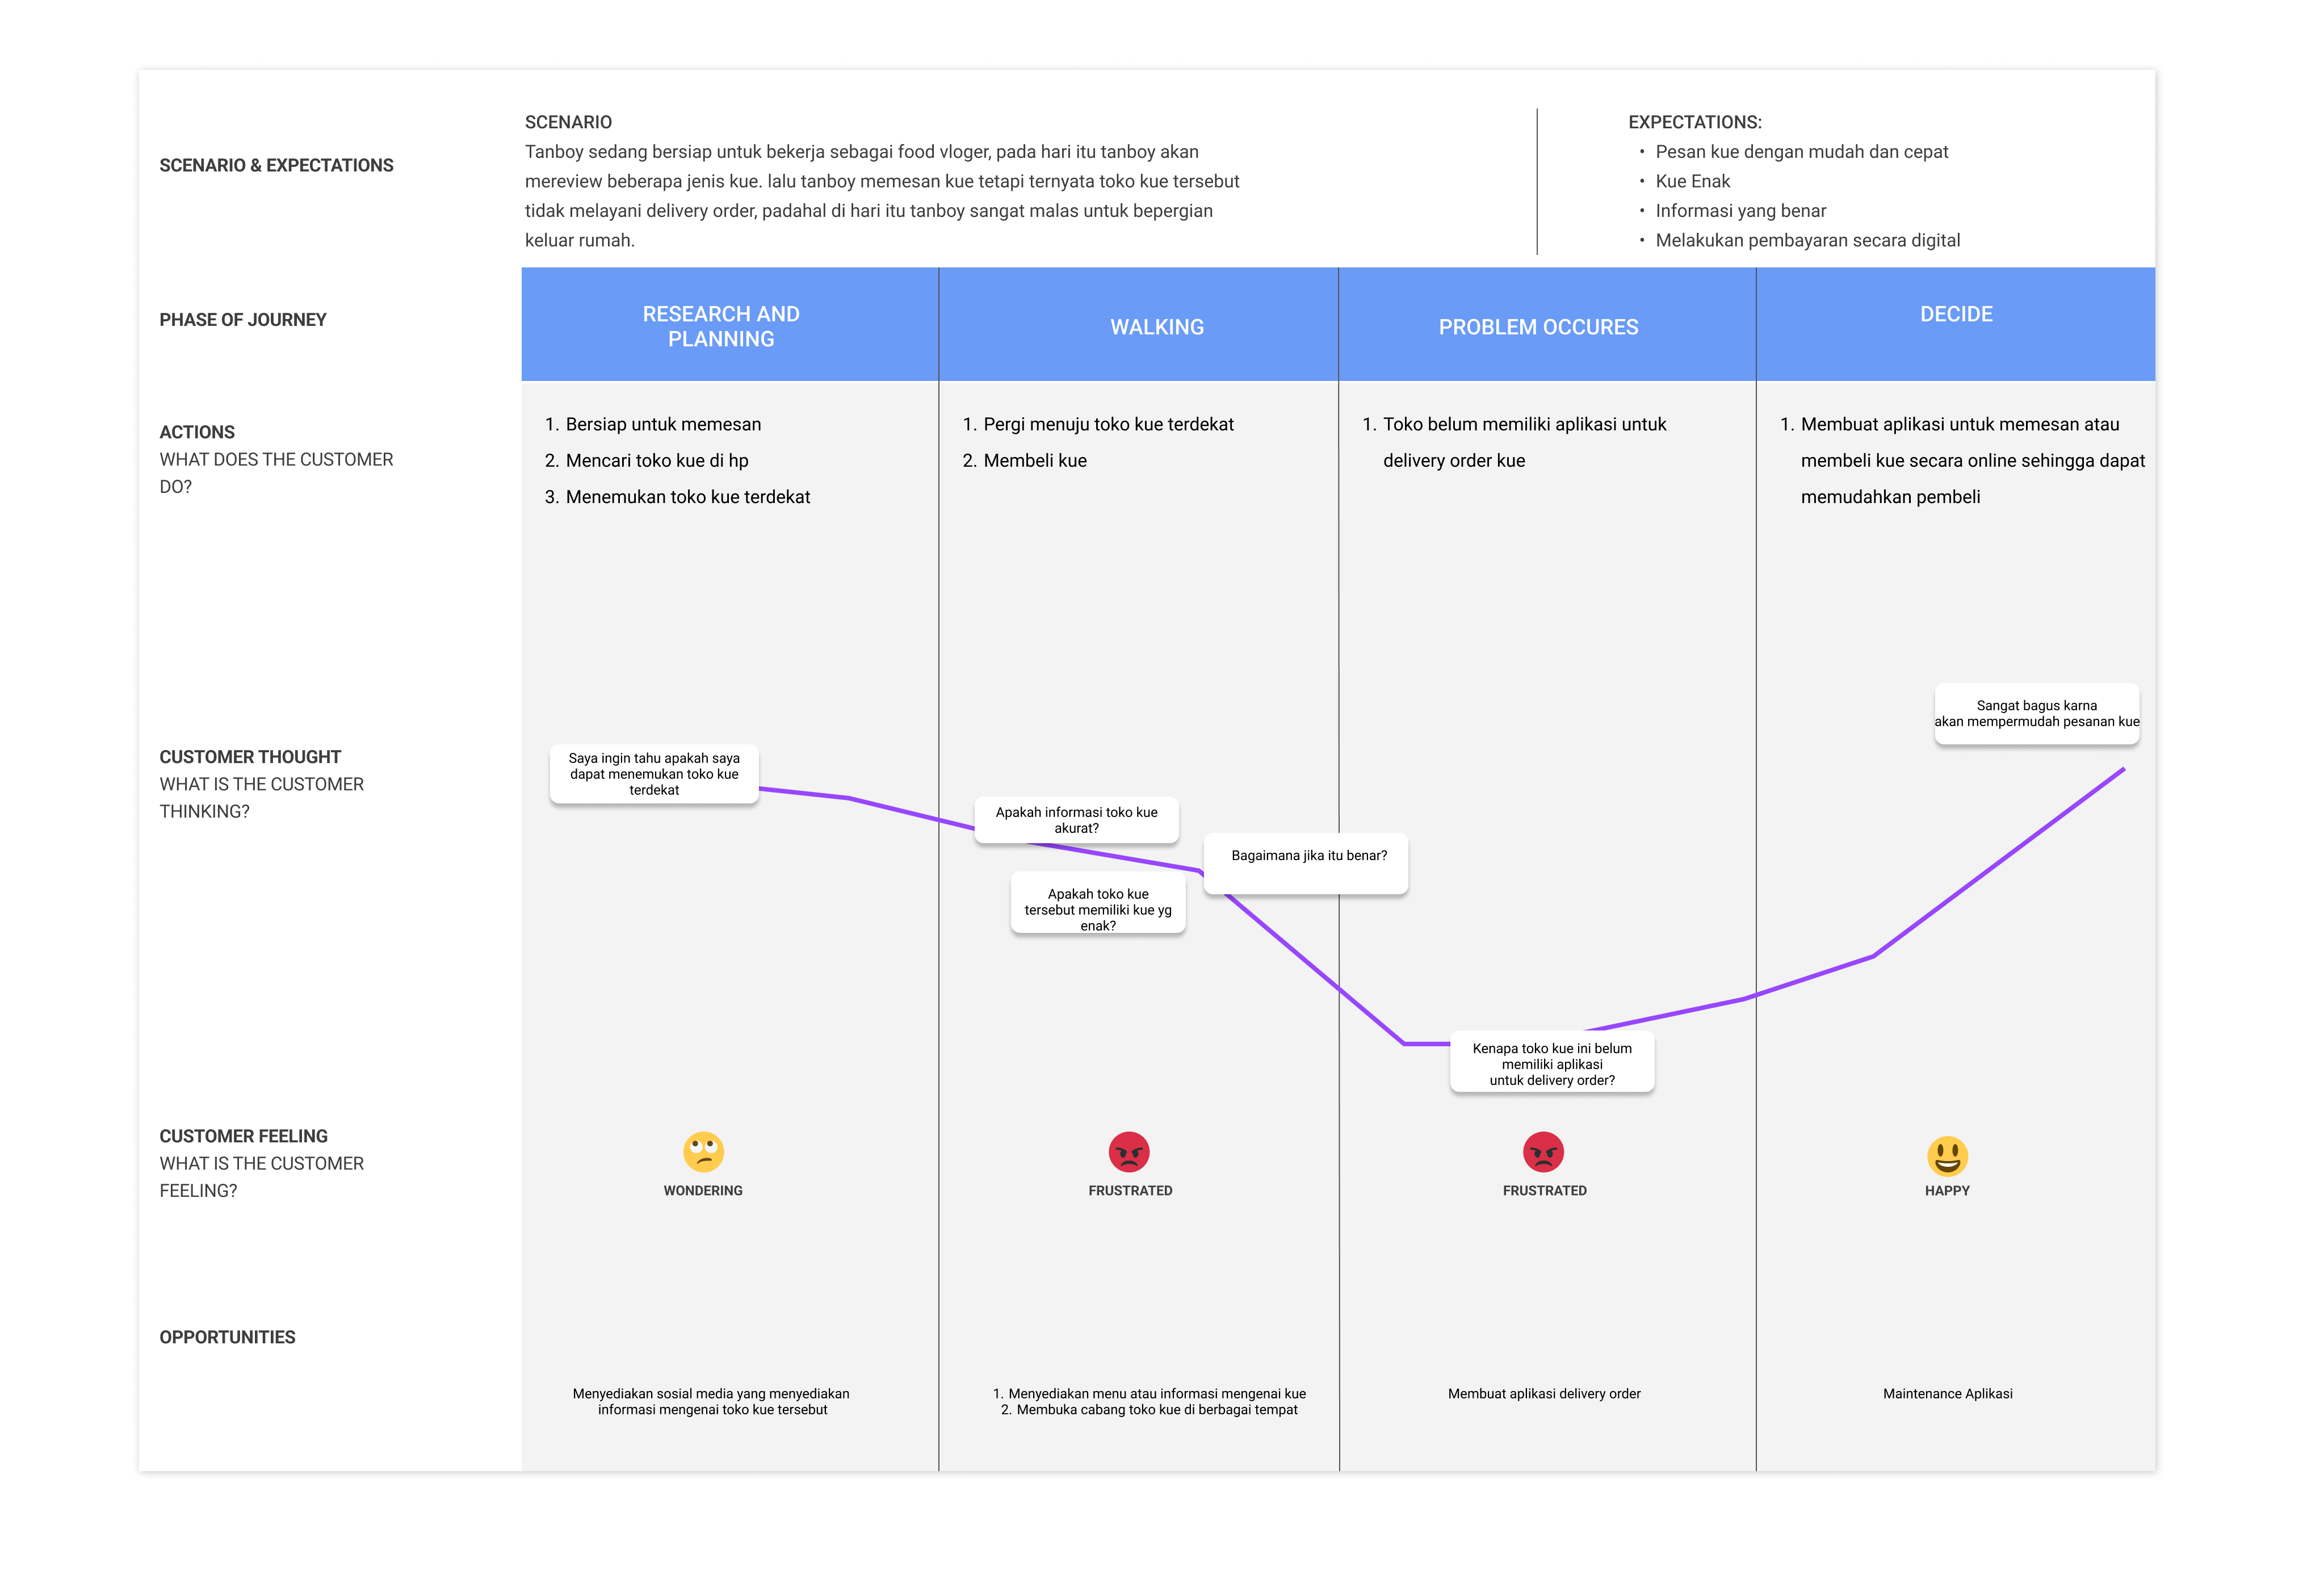 SCENARIO & EXPECTATIONS
SCENARIO
Tanboy sedang bersiap untuk bekerja sebagai food vloger, pada hari itu tanboy akan
mereview beberapa jenis kue. lalu tanboy memesan kue tetapi ternyata toko kue tersebut
tidak melayani delivery order, padahal di hari itu tanboy sangat malas untuk bepergian
keluar rumah.
EXPECTATIONS:
• Pesan kue dengan mudah dan cepat
• Kue Enak
• Informasi yang benar
• Melakukan pembayaran secara digital
PHASE OF JOURNEY
RESEARCH AND
PLANNING
WALKING
PROBLEM OCCURES
DECIDE
ACTIONS
WHAT DOES THE CUSTOMER
DO?
1. Bersiap untuk memesan
2. Mencari toko kue di hp
3. Menemukan toko kue terdekat
1. Pergi menuju toko kue terdekat
2. Membeli kue
1. Toko belum memiliki aplikasi untuk
delivery order kue
1. Membuat aplikasi untuk memesan atau
membeli kue secara online sehingga dapat
memudahkan pembeli
CUSTOMER THOUGHT
WHAT IS THE CUSTOMER
THINKING?
Saya ingin tahu apakah saya
dapat menemukan toko kue
terdekat
Apakah informasi toko kue
akurat?
Apakah toko kue
tersebut memiliki kue yg
enak?
Bagaimana jika itu benar?
Kenapa toko kue ini belum
memiliki aplikasi
untuk delivery order?
Sangat bagus karna
akan mempermudah pesanan kue
CUSTOMER FEELING
WHAT IS THE CUSTOMER
FEELING?
WONDERING
FRUSTRATED
FRUSTRATED
HAPPY
OPPORTUNITIES
Menyediakan sosial media yang menyediakan
informasi mengenai toko kue tersebut
1. Menyediakan menu atau informasi mengenai kue
2. Membuka cabang toko kue di berbagai tempat
Membuat aplikasi delivery order
Maintenance Aplikasi